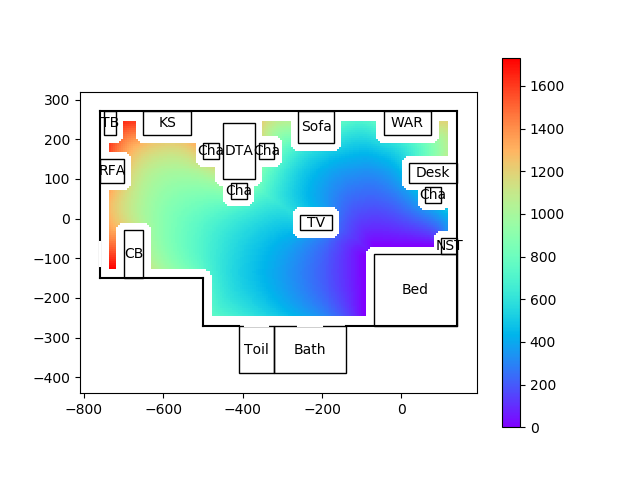 300
200
100
0
−100
−200
−300
−400
−800
−600
−400
−200
0
TB
KS
Sofa
WAR
Cha
DTA
Cha
RFA
Desk
Cha
Cha
TV
CB
NST
Bed
Toil
Bath
1600
1400
1200
1000
800
600
400
200
0